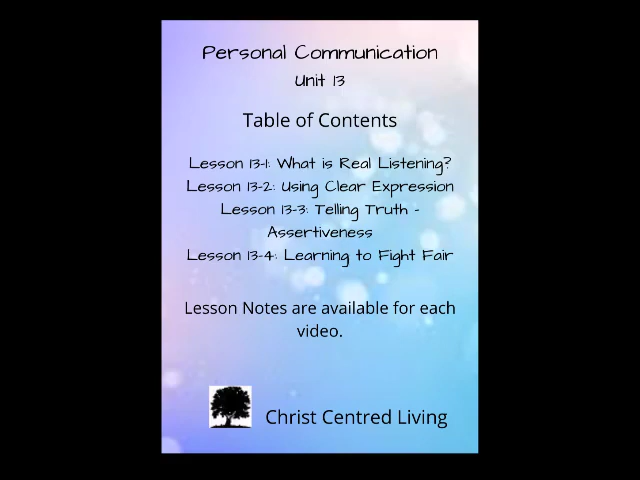 Personal Communication
Unit 13
Table of Contents
Lesson 13-1: What is Real Listening?
Lesson 13-2: Using Clear Expression
Lesson 13-3: Telling Truth -
Assertiveness
Lesson 13-4: Learning to Fight Fair
Lesson Notes are available for each
video.
Christ Centred Living